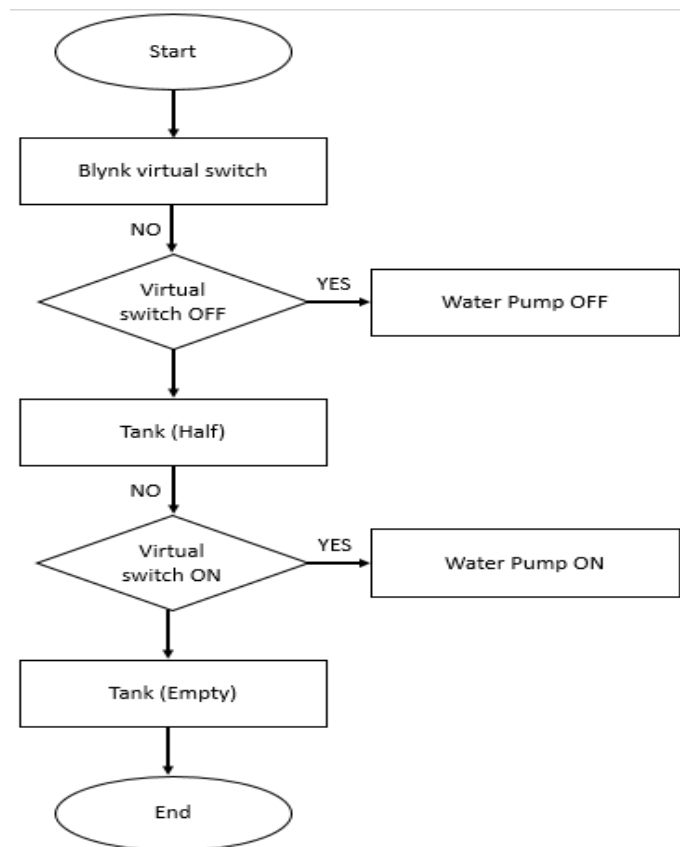 Start
Blynk virtual switch
NO
Virtual
switch OFF
YES
Water Pump OFF
Tank (Half)
NO
Virtual
switch ON
YES
Water Pump ON
Tank (Empty)
End